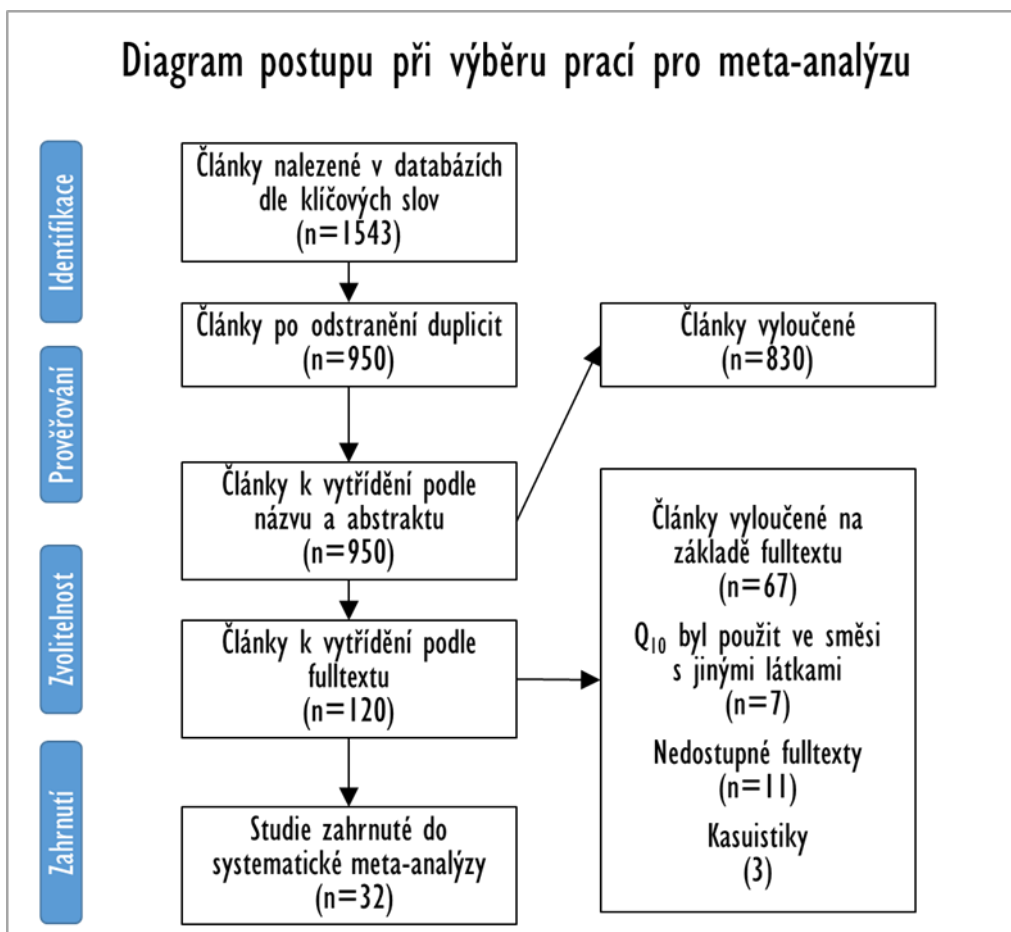 Diagram postupu při výběru prací pro meta-analýzu
Identifikace
Články nalezené v databázích
dle klíčových slov
(n=1543)
Články po odstranění duplicit
(n=950)
Články vyloučené
(n=830)
Prověřování
Články k vytřídění podle
názvu a abstraktu
(n=950)
Zvolitelnost
Články k vytřídění podle
fulltextu
(n=120)
Články vyloučené na
základě fulltextu
(n=67)
Q₁₀ byl použit ve směsi
s jinými látkami
(n=7)
Nedostupné fulltexty
(n=11)
Kasuistiky
(3)
Zahrnutí
Studie zahrnuté do
systematické meta-analýzy
(n=32)